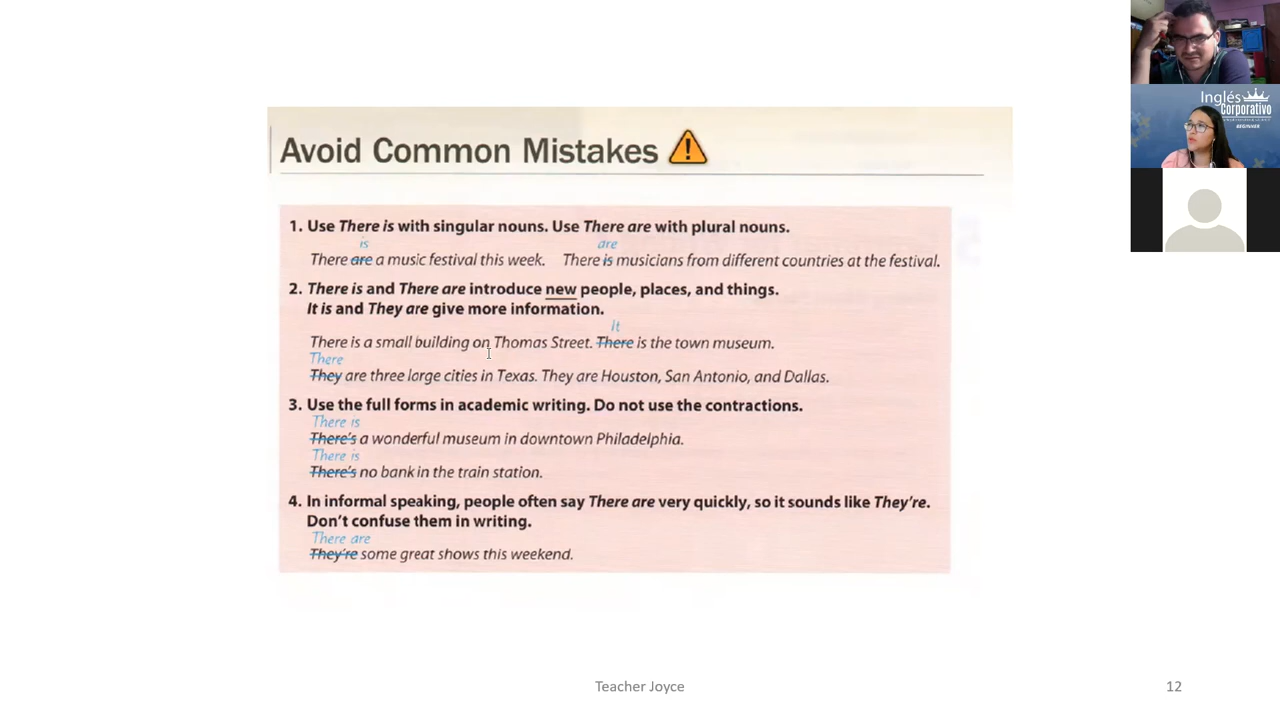 Avoid Common Mistakes
1. Use There is with singular nouns. Use There are with plural nouns.
is are
There are a music festival this week. There is musicians from different countries at the festival.
2. There is and There are introduce new people, places, and things.
It is and They are give more information.
It
There is a small building on Thomas Street. There is the town museum.
There
They are three large cities in Texas. They are Houston, San Antonio, and Dallas.
3. Use the full forms in academic writing. Do not use the contractions.
There is
There's a wonderful museum in downtown Philadelphia.
There is
There's no bank in the train station.
4. In informal speaking, people often say There are very quickly, so it sounds like They're.
Don't confuse them in writing.
There are
They're some great shows this weekend.
Teacher Joyce
12
Inglés
Corporativo
BEGINNER